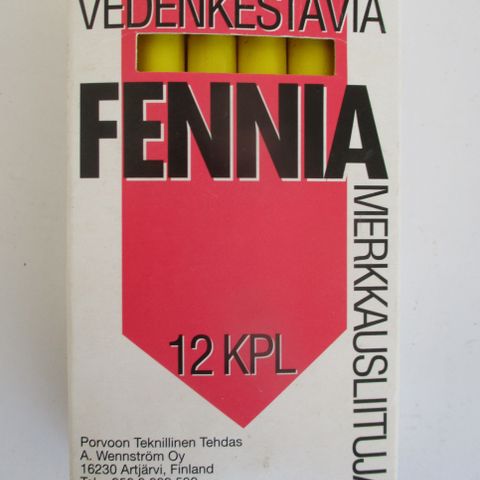 VEDENKESTÄVIÄ
FENNIA
MERKKAUSLIITUJA
12 KPL
Porvoon Teknillinen Tehdas
A. Wennström Oy
16230 Artjärvi, Finland